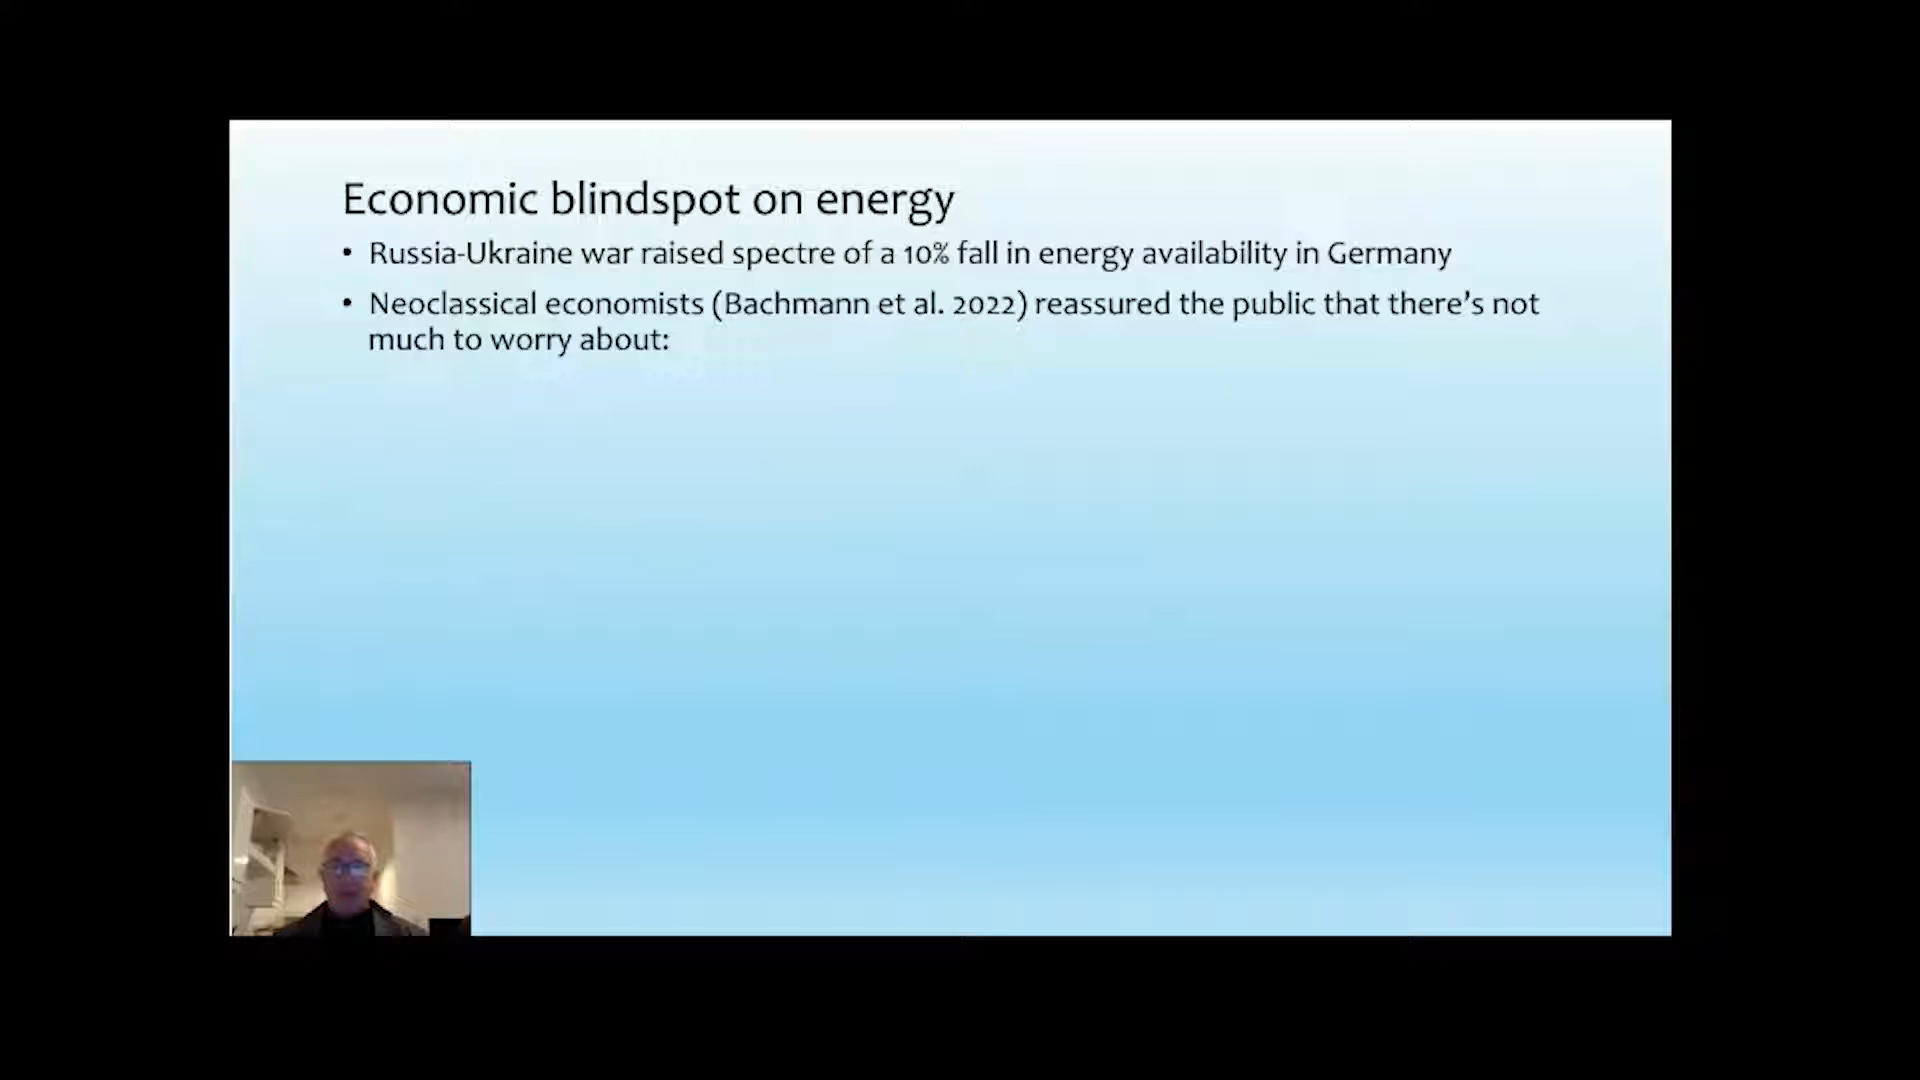 Economic blindspot on energy
• Russia-Ukraine war raised spectre of a 10% fall in energy availability in Germany
• Neoclassical economists (Bachmann et al. 2022) reassured the public that there’s not
much to worry about: